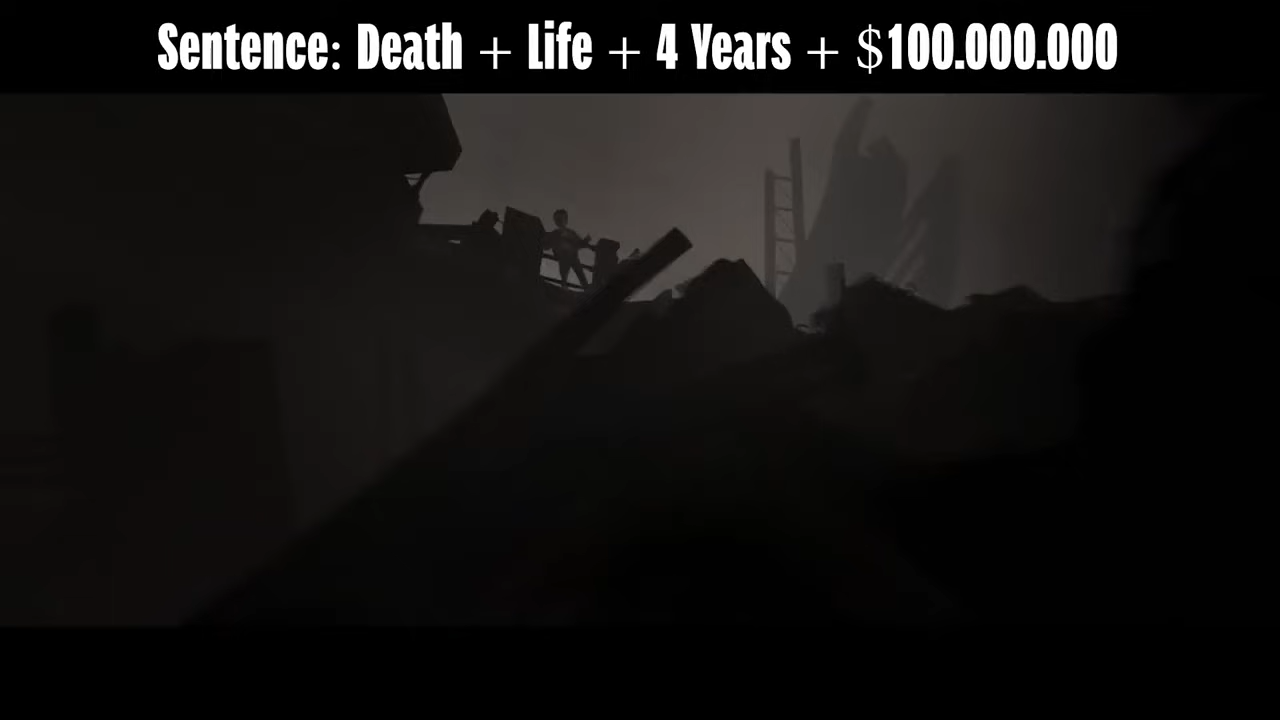 Sentence: Death + Life + 4 Years + $100.000.000